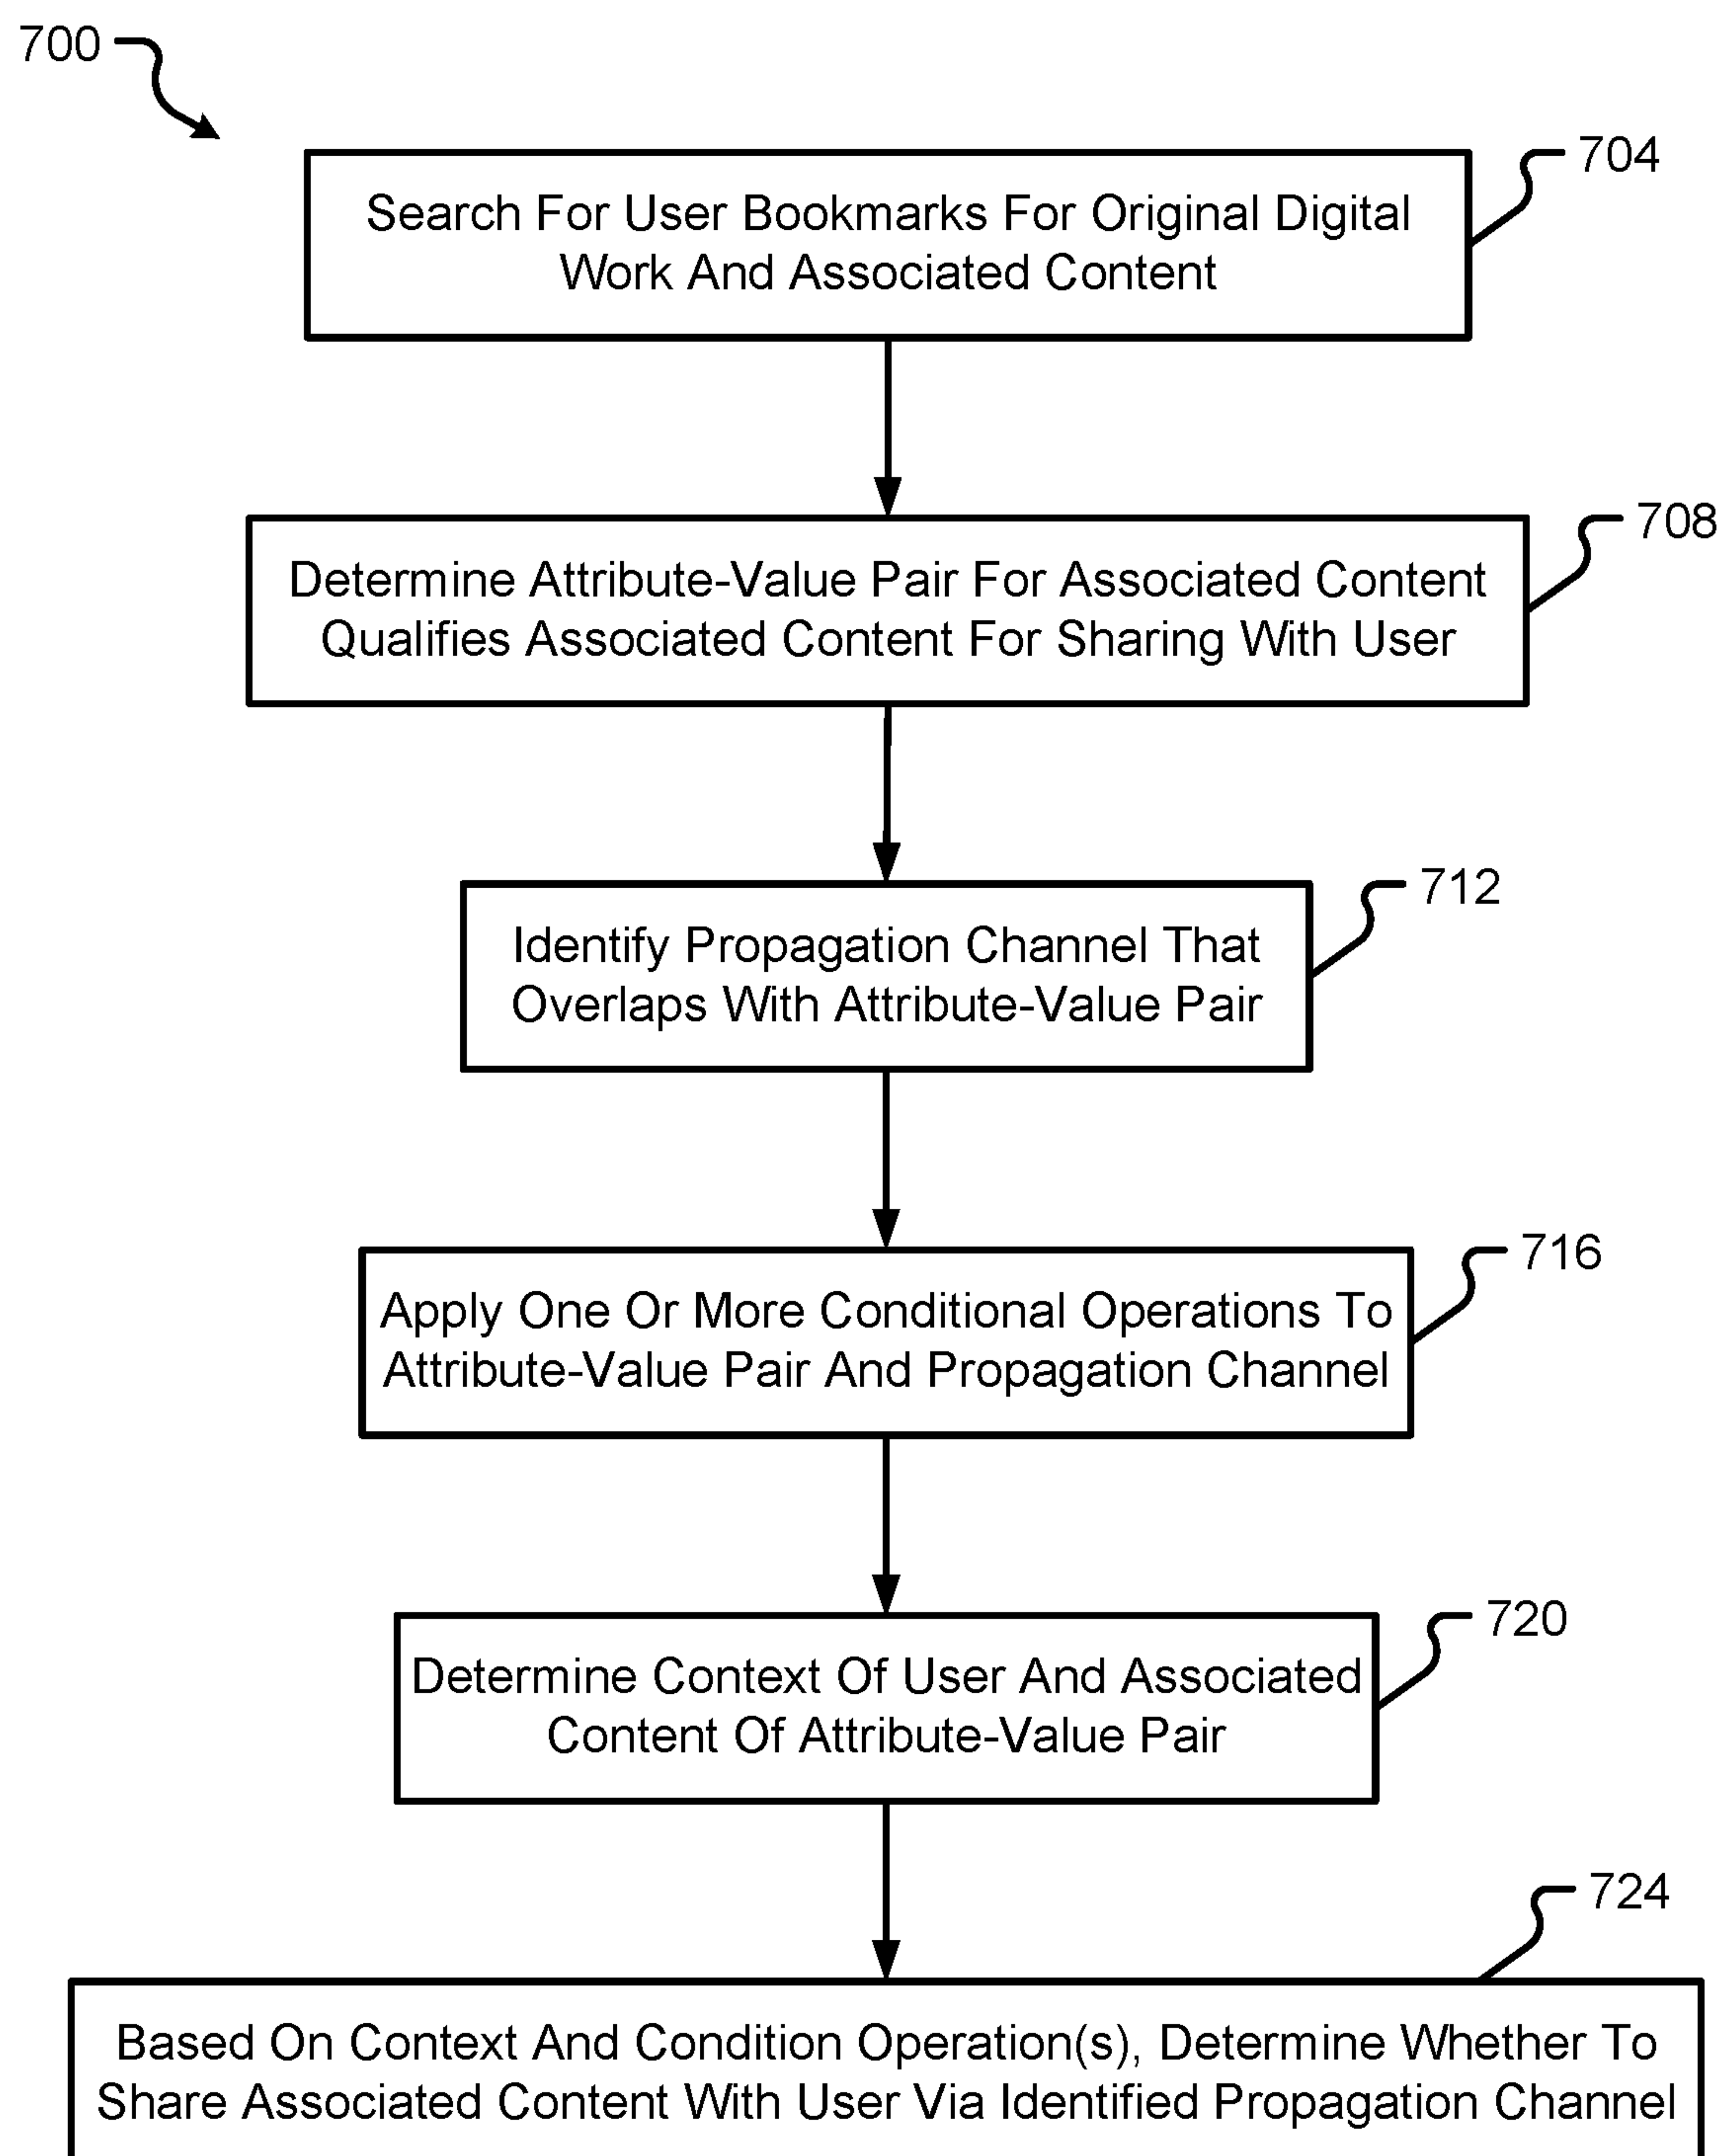 700
704
Search For User Bookmarks For Original Digital
Work And Associated Content
708
Determine Attribute-Value Pair For Associated Content
Qualifies Associated Content For Sharing With User
712
Identify Propagation Channel That
Overlaps With Attribute-Value Pair
716
Apply One Or More Conditional Operations To
Attribute-Value Pair And Propagation Channel
720
Determine Context Of User And Associated
Content Of Attribute-Value Pair
724
Based On Context And Condition Operation(s), Determine Whether To
Share Associated Content With User Via Identified Propagation Channel